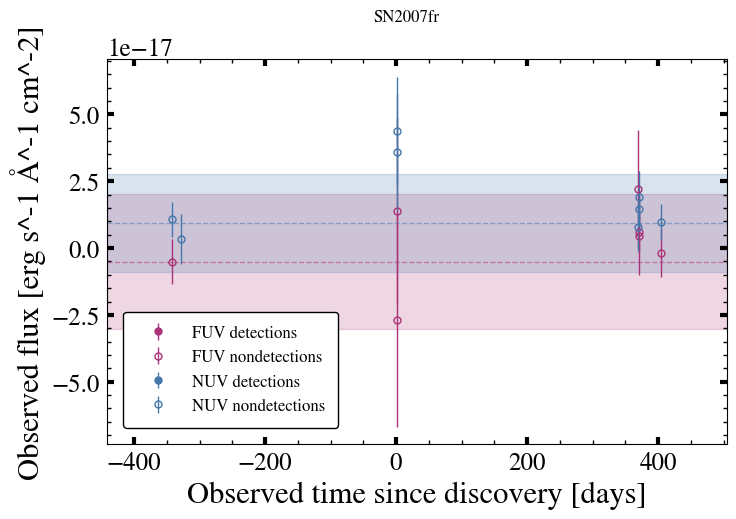 SN2007fr
1e−17
Observed flux [erg s^-1 Å^-1 cm^-2]
5.0
2.5
0.0
−2.5
−5.0
FUV detections
FUV nondetections
NUV detections
NUV nondetections
−400 −200 0 200 400
Observed time since discovery [days]